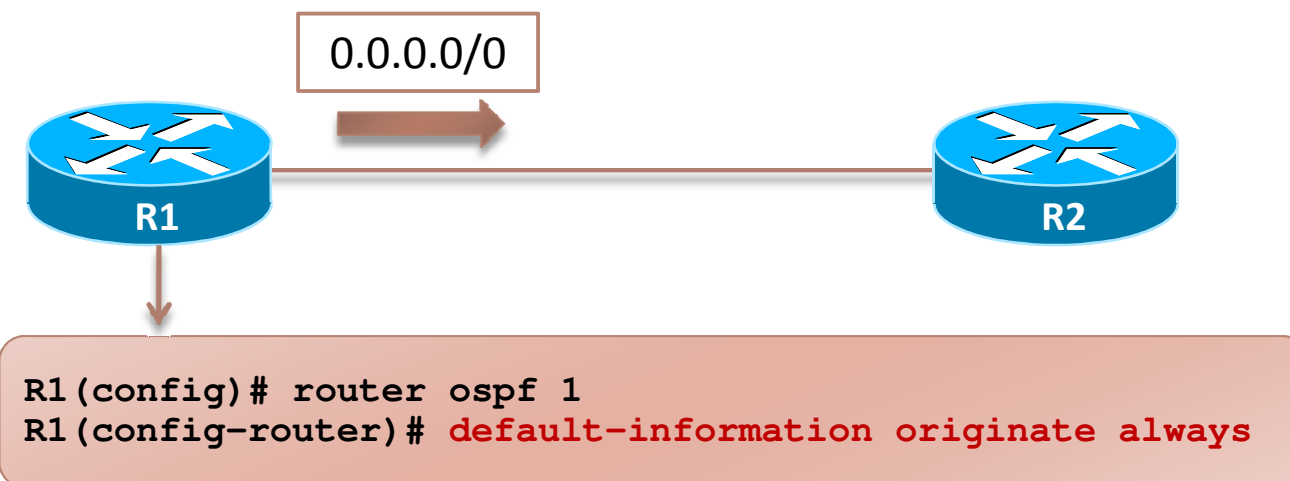 0.0.0.0/0
R1
R2
R1(config)# router ospf 1
R1(config-router)# default-information originate always